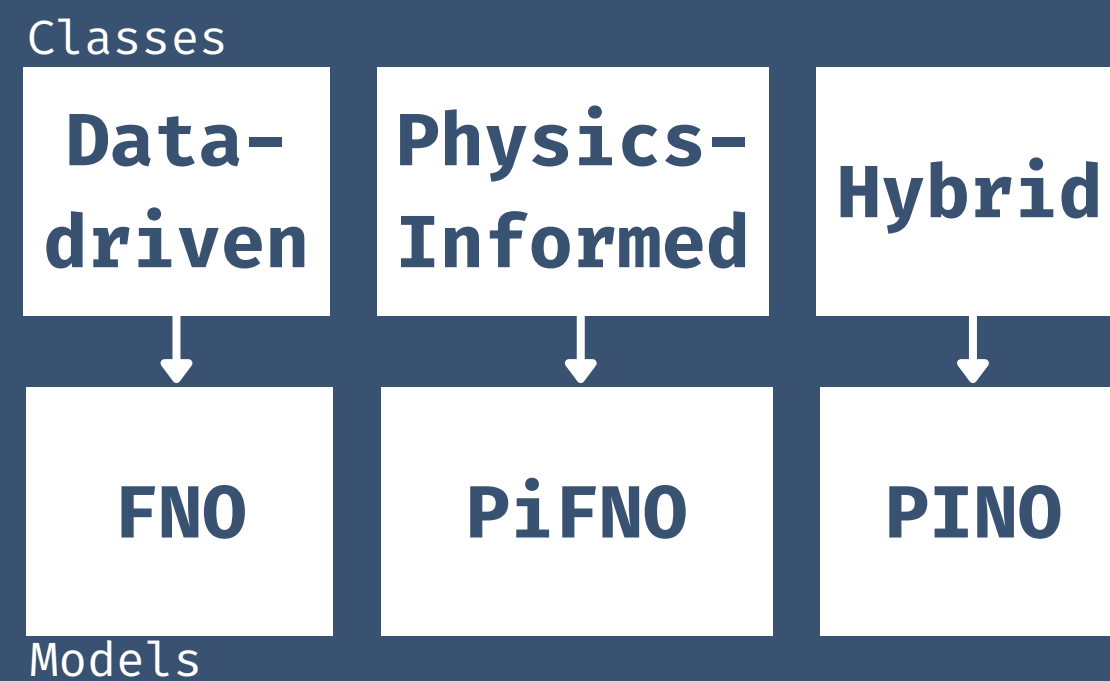 Classes
Data-
driven
Physics-
Informed
Hybrid
FNO
PiFNO
PINO
Models